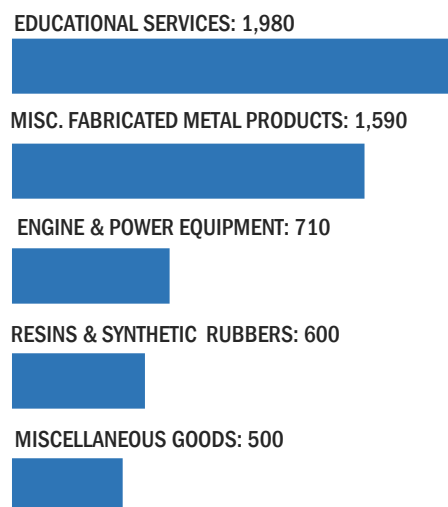 EDUCATIONAL SERVICES: 1,980
MISC. FABRICATED METAL PRODUCTS: 1,590
ENGINE & POWER EQUIPMENT: 710
RESINS & SYNTHETIC RUBBERS: 600
MISCELLANEOUS GOODS: 500